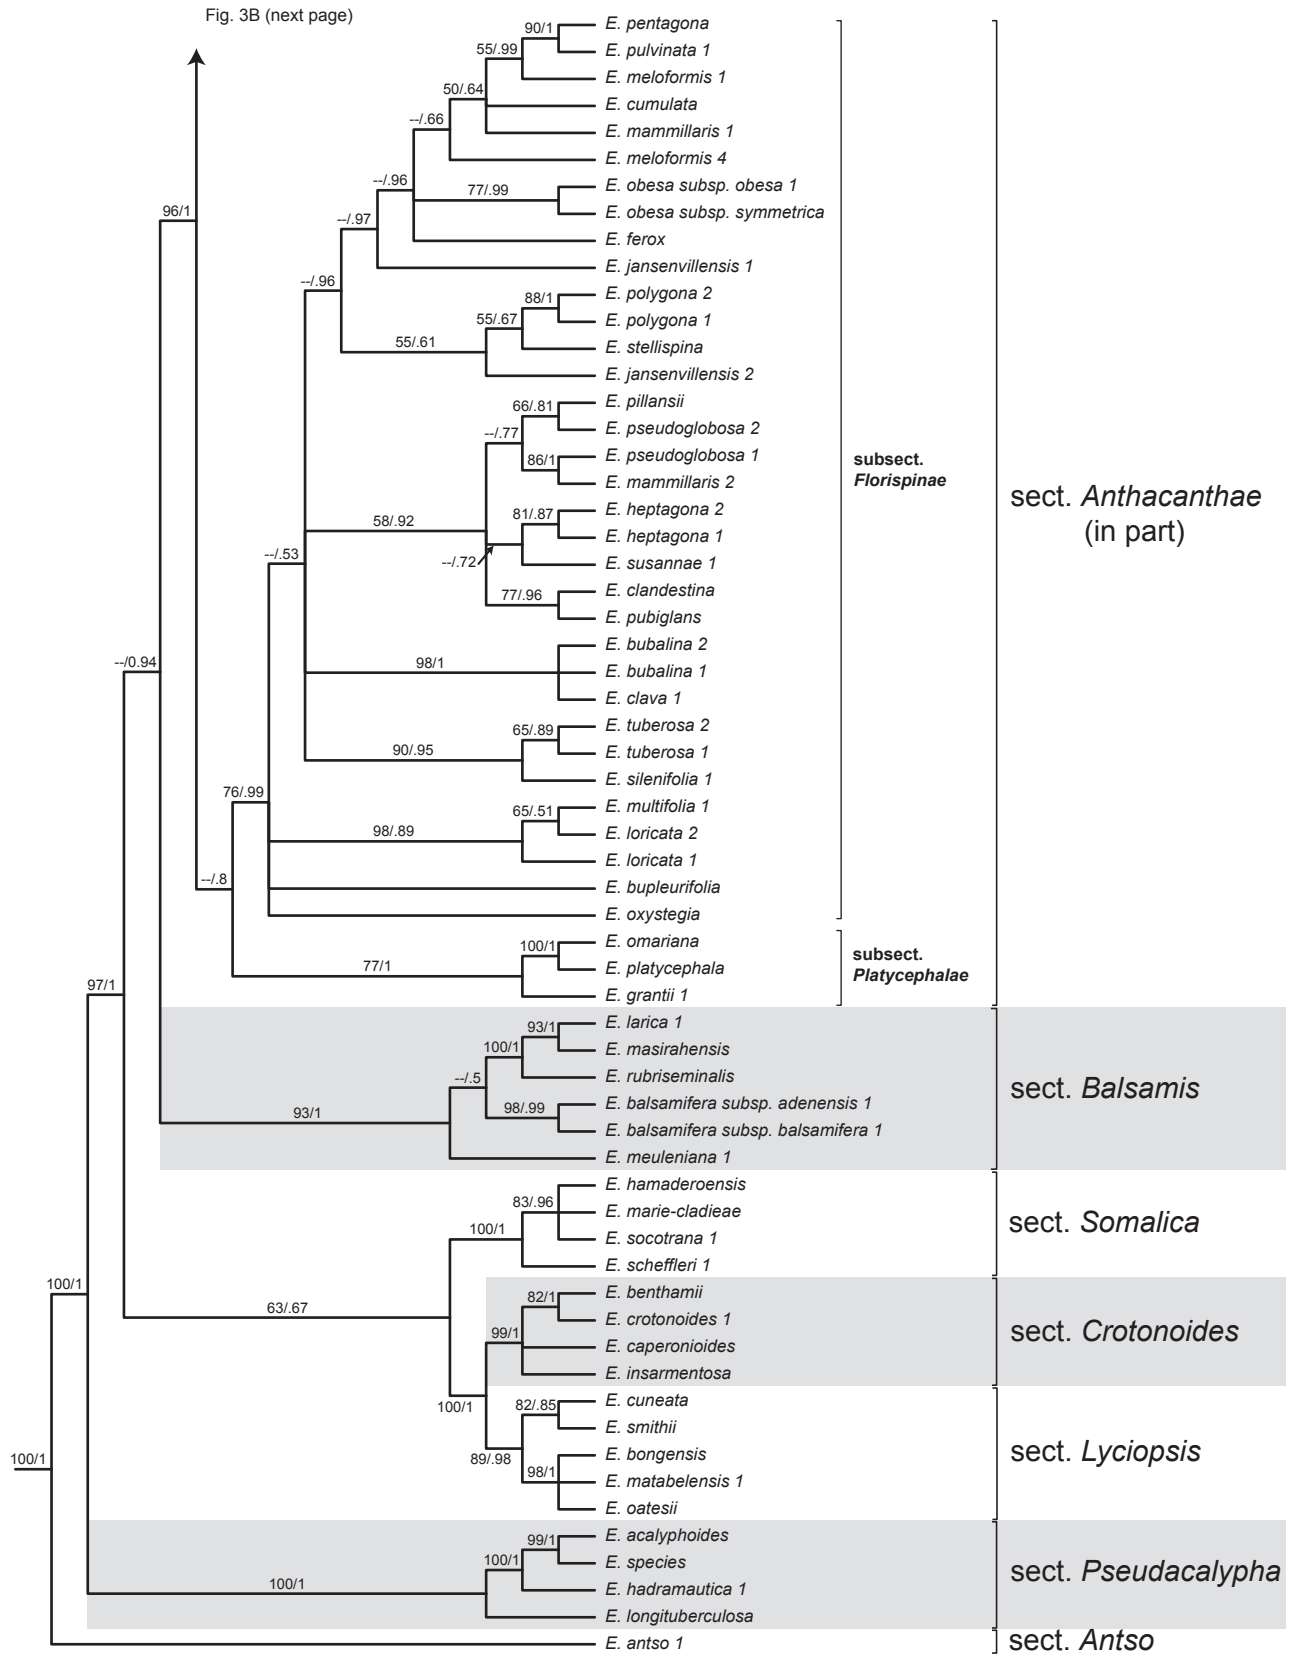 Fig. 3B (next page)
E. pentagona
90/1
E. pulvinata 1
55/.99
E. meloformis 1
50/.64
E. cumulata
--/.66
E. mammillaris 1
E. meloformis 4
--/.96
77/.99
E. obesa subsp. obesa 1
E. obesa subsp. symmetrica
96/1
--/.97
E. ferox
E. jansenvillensis 1
--/.96
88/1
E. polygona 2
55/.67
E. polygona 1
55/.61
E. stellispina
E. jansenvillensis 2
66/.81
E. pillansii
--/.77
E. pseudoglobosa 2
86/1
E. pseudoglobosa 1
E. mammillaris 2
subsect.
Florispinae
sect. Anthacanthae
(in part)
58/.92
81/.87
E. heptagona 2
E. heptagona 1
--/.53
--/.72
E. susannae 1
77/.96
E. clandestina
E. pubiglans
--/0.94
98/1
E. bubalina 2
E. bubalina 1
E. clava 1
65/.89
E. tuberosa 2
90/.95
E. tuberosa 1
E. silenifolia 1
76/.99
65/.51
E. multifolia 1
98/.89
E. loricata 2
E. loricata 1
--/.8
E. bupleurifolia
E. oxystegia
100/1
E. omariana
77/1
E. platycephala
E. grantii 1
subsect.
Platycephalae
97/1
93/1
E. larica 1
100/1
E. masirahensis
--/.5
E. rubriseminalis
98/.99
E. balsamifera subsp. adenensis 1
93/1
E. balsamifera subsp. balsamifera 1
E. meuleniana 1
sect. Balsamis
83/.96
E. hamaderoensis
E. marie-cladieae
100/1
E. socotrana 1
E. scheffleri 1
sect. Somalica
100/1
63/.67
82/1
E. benthamii
E. crotonoides 1
99/1
E. caperonioides
E. insarmentosa
sect. Crotonoides
100/1
82/.85
E. cuneata
E. smithii
89/.98
98/1
E. bongensis
E. matabelensis 1
E. oatesii
sect. Lyciopsis
100/1
99/1
E. acalyphoides
100/1
E. species
100/1
E. hadramautica 1
E. longituberculosa
sect. Pseudacalypha
E. antso 1
sect. Antso